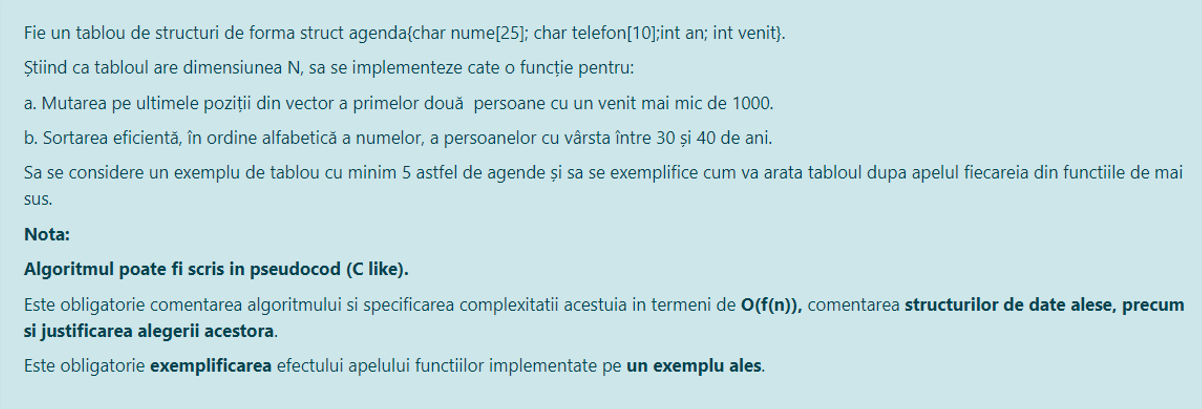 Fie un tablou de structuri de forma struct agenda{char nume[25]; char telefon[10];int an; int venit}.
Știind ca tabloul are dimensiunea N, sa se implementeze cate o funcție pentru:
a. Mutarea pe ultimele poziții din vector a primelor două persoane cu un venit mai mic de 1000.
b. Sortarea eficientă, în ordine alfabetică a numelor, a persoanelor cu vârsta între 30 și 40 de ani.
Sa se considere un exemplu de tablou cu minim 5 astfel de agende și sa se exemplifice cum va arata tabloul dupa apelul fiecareia din functiile de mai
sus.
Nota:
Algoritmul poate fi scris in pseudocod (C like).
Este obligatorie comentarea algoritmului si specificarea complexitatii acestuia in termeni de O(f(n)), comentarea structurilor de date alese, precum
si justificarea alegerii acestora.
Este obligatorie exemplificarea efectului apelului functiilor implementate pe un exemplu ales.